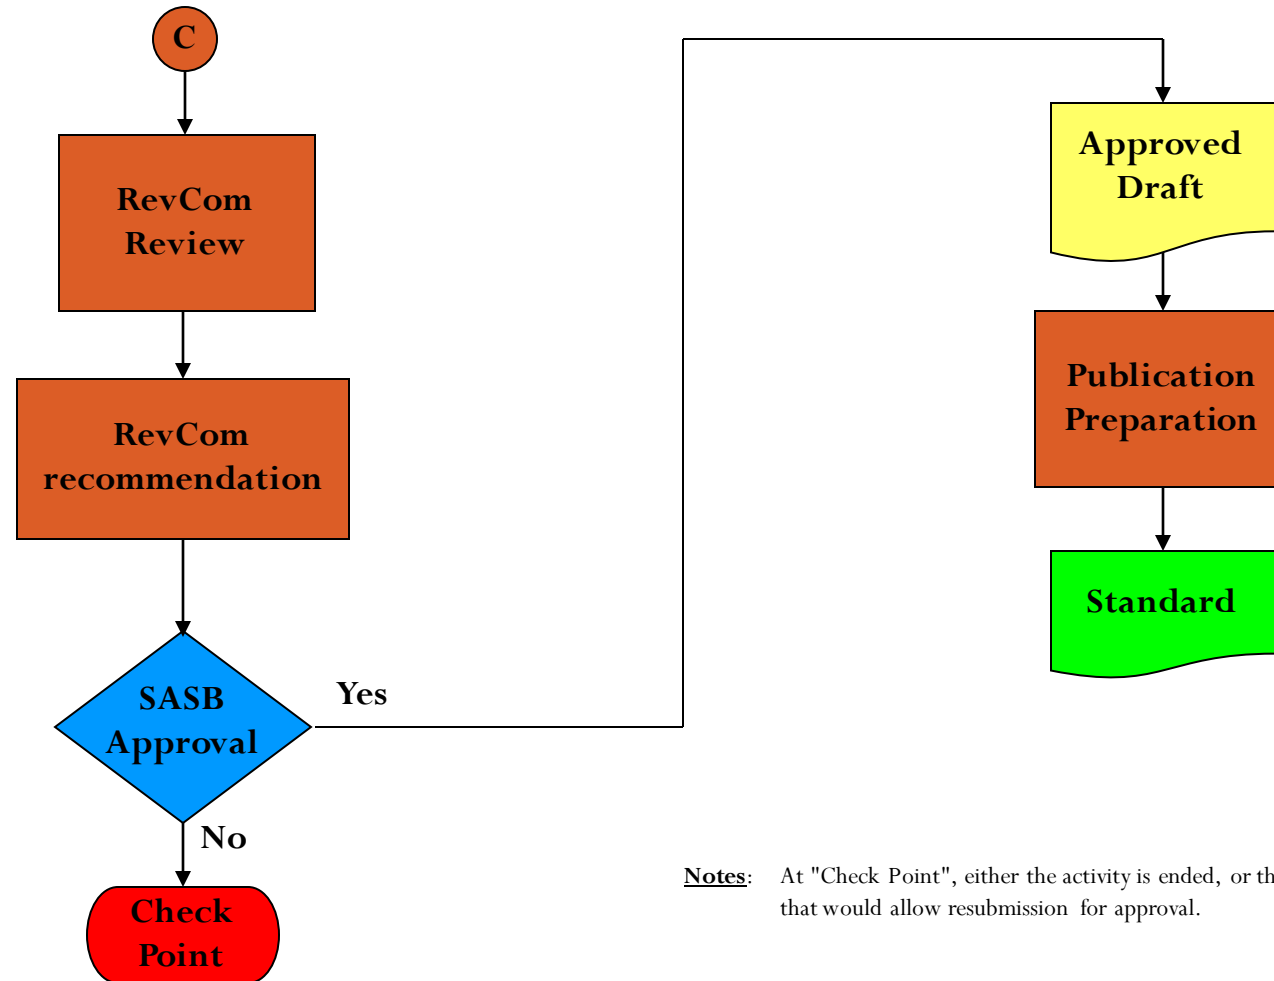 C
RevCom
Review
RevCom
recommendation
SASB
Approval
Yes
No
Check
Point
Approved
Draft
Publication
Preparation
Standard
Notes: At "Check Point", either the activity is ended, or
that would allow resubmission for approval.